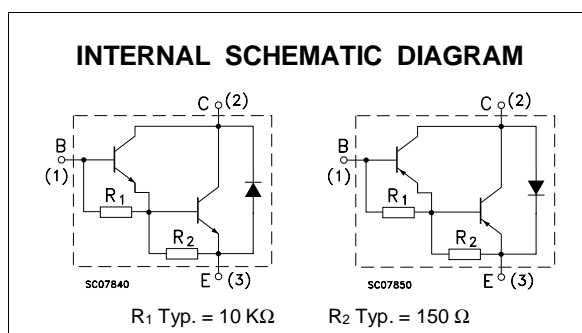 INTERNAL SCHEMATIC DIAGRAM
C (2)
B
(1)
R1
R2
E (3)
SC07840
C (2)
B
(1)
R1
R2
E (3)
SC07850
R1 Typ. = 10 KΩ R2 Typ. = 150 Ω